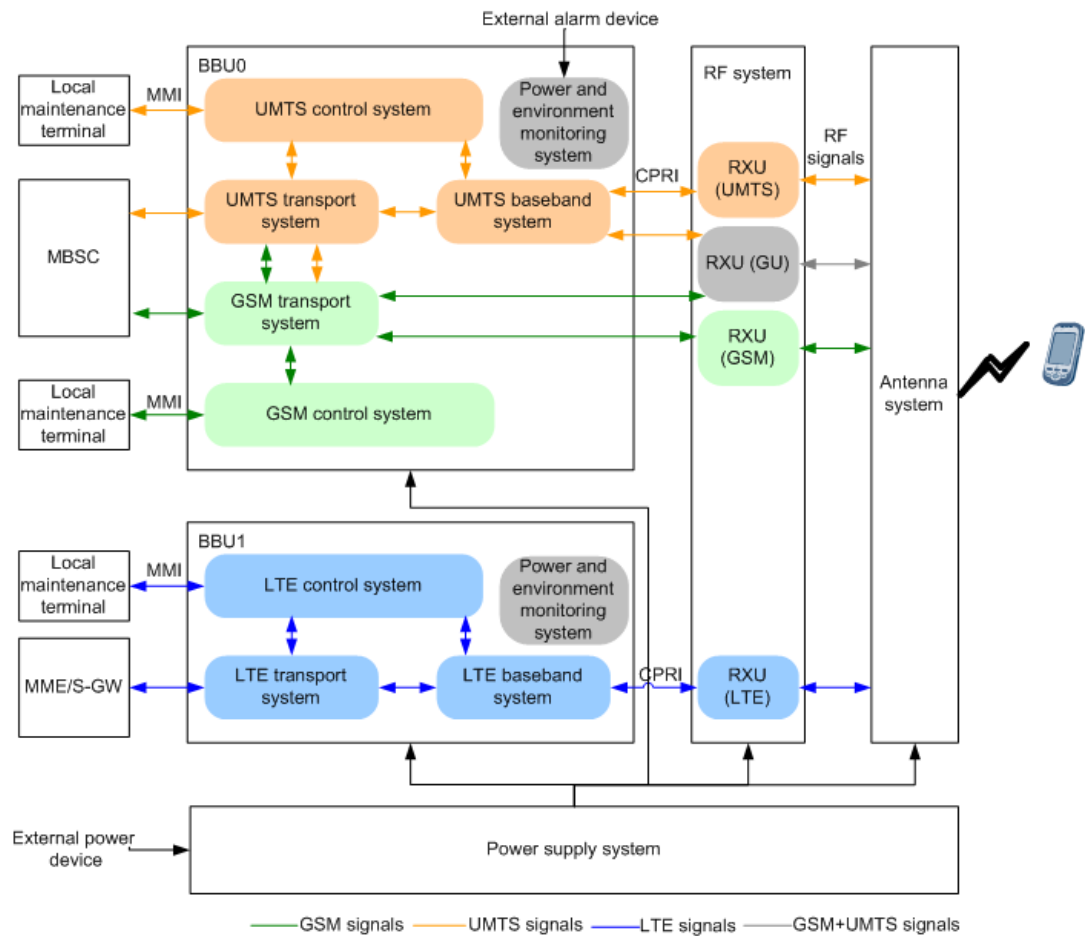 External alarm device
BBU0
RF system
Local
maintenance
terminal
MMI
UMTS control system
Power and
environment
monitoring
system
RF
signals
CPRI
RXU
(UMTS)
MBSC
UMTS transport
system
UMTS baseband
system
RXU (GU)
GSM transport
system
RXU
(GSM)
Antenna
system
Local
maintenance
terminal
MMI
GSM control system
BBU1
Local
maintenance
terminal
MMI
LTE control system
Power and
environment
monitoring
system
MME/S-GW
LTE transport
system
LTE baseband
system
CPRI
RXU
(LTE)
External power
device
Power supply system
GSM signals
UMTS signals
LTE signals
GSM+UMTS signals